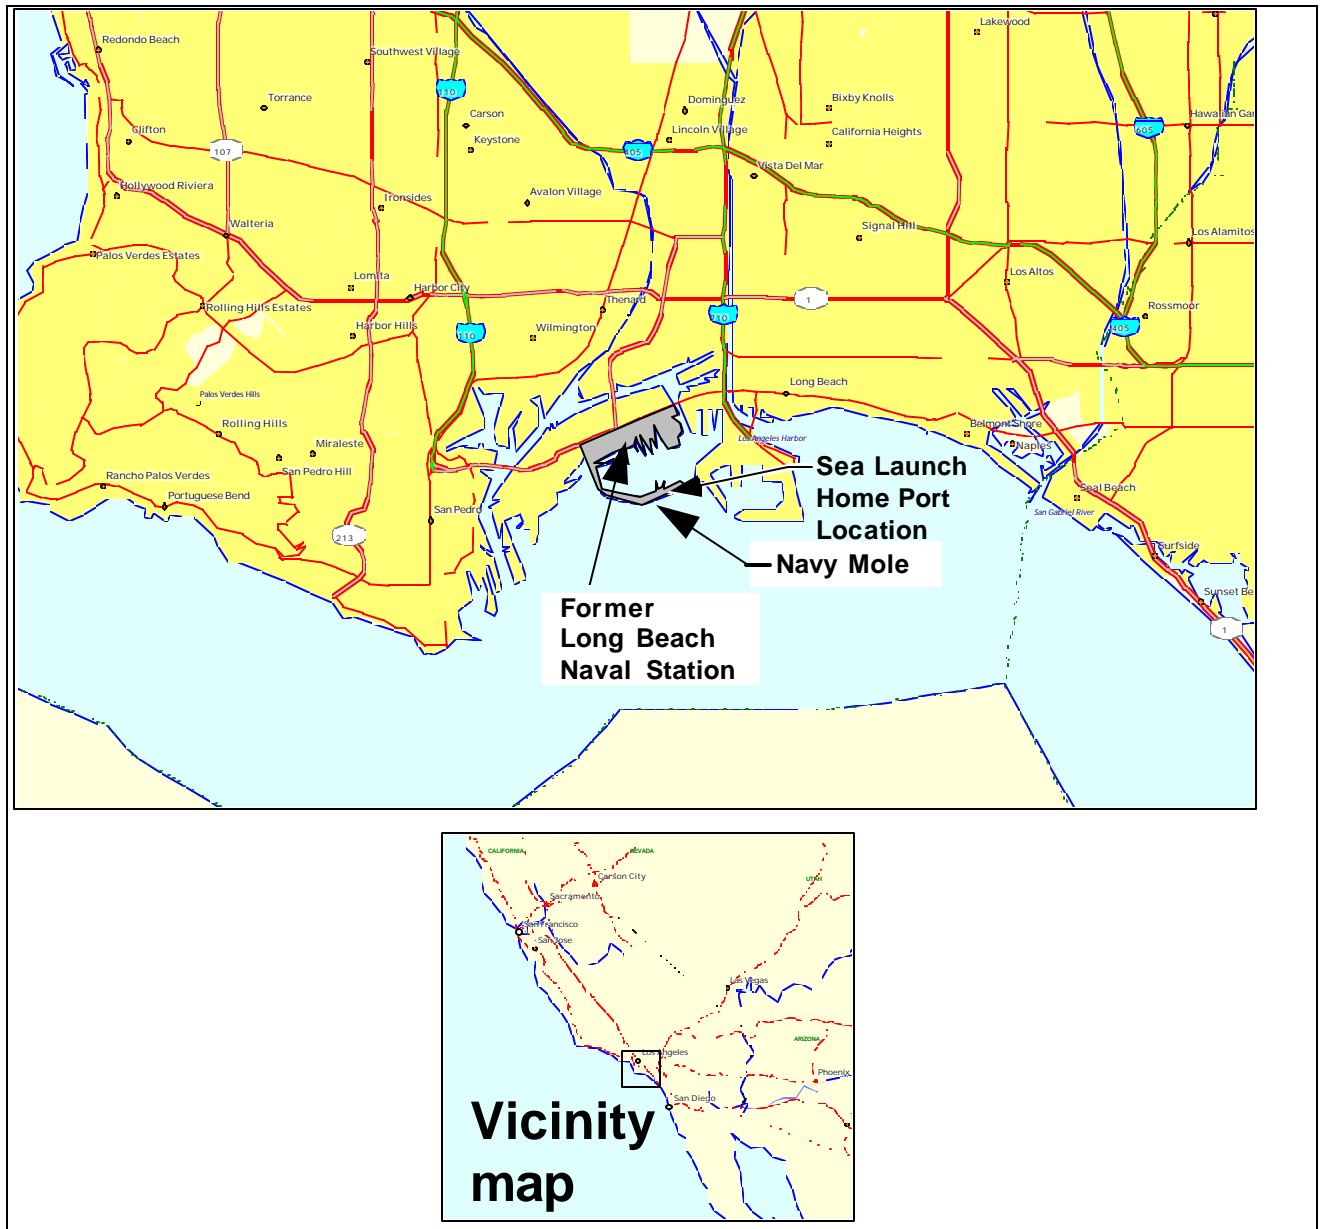 Lakewood
Redondo Beach
Southwest Village
110
Torrance
Bixby Knolls
Dominguez
Carson
Hawaiian Gar
Clifton
Keystone
Lincoln Village
California Heights
605
107
405
Vista Del Mar
Hollywood Riviera
Ironsides
Avalon Village
Walteria
Signal Hill
Los Alamitos
Palos Verdes Estates
Lomita
Harbor City
Los Altos
Rolling Hills Estates
Thenard
1
Rossmoor
Harbor Hills
110
Wilmington
710
405
Palos Verdes Hills
Long Beach
Rolling Hills
Miraleste
Los Angeles Harbor
Belmont Shore
Naples
San Pedro Hill
Sea Launch
Home Port
Location
Rancho Palos Verdes
Portuguese Bend
San Pedro
Seal Beach
San Gabriel River
213
Surfside
Navy Mole
Sunset Be
1
Former
Long Beach
Naval Station
CALIFORNIA
NEVADA
UTAH
Carson City
Sacramento
San Francisco
San Jose
Las Vegas
ARIZONA
Los Angeles
Phoenix
San Diego
Vicinity
map